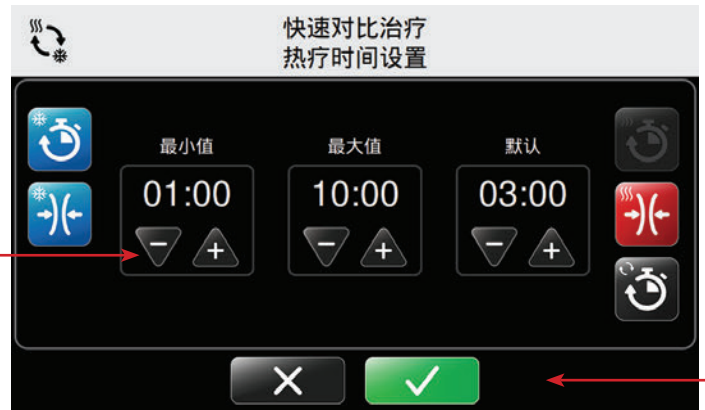 快速对比治疗
热疗时间设置
最小值 最大值 默认
01:00 10:00 03:00
− + − + − +